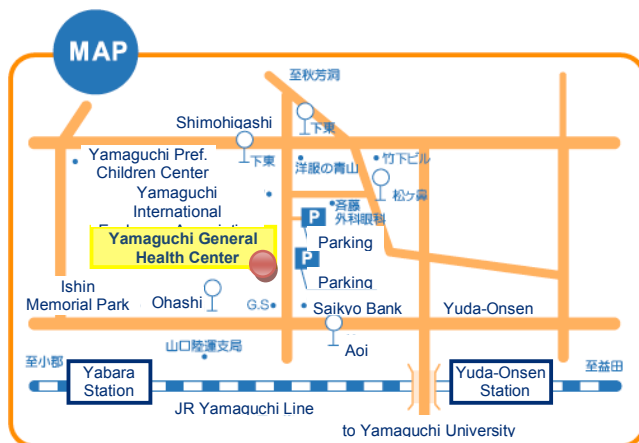 MAP
至秋芳洞
Shimohigashi
下東
下東
Yamaguchi Pref.
Children Center
洋服の青山
竹下ビル
松ケ鼻
Yamaguchi
International
斉藤
外科眼科
P
Parking
Yamaguchi General
Health Center
P
Parking
Ishin
Memorial Park
Ohashi
G.S
Saikyo Bank
Yuda-Onsen
Aoi
山口陸運支局
至小郡
Yabara
Station
Yuda-Onsen
Station
至益田
JR Yamaguchi Line
to Yamaguchi University